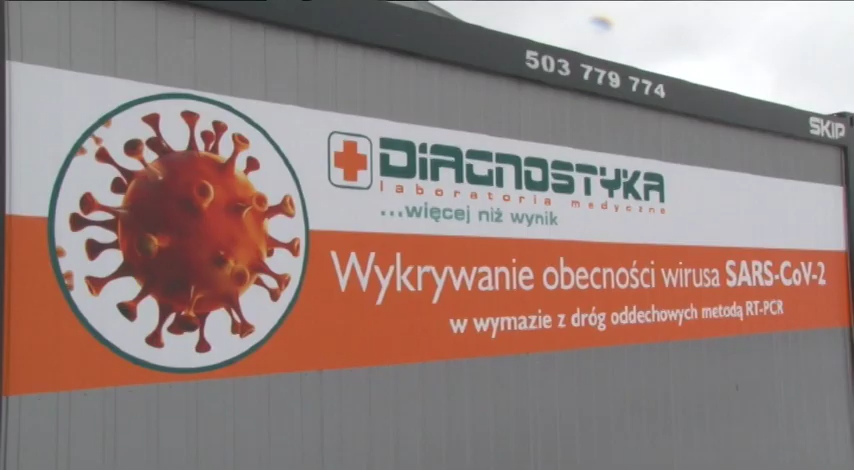 503 779 774
SKIP
DiAGNOSTYKA
laboratoria medyczne
...więcej niż wynik
Wykrywanie obecności wirusa SARS-CoV-2
w wymazie z dróg oddechowych metodą RT-PCR